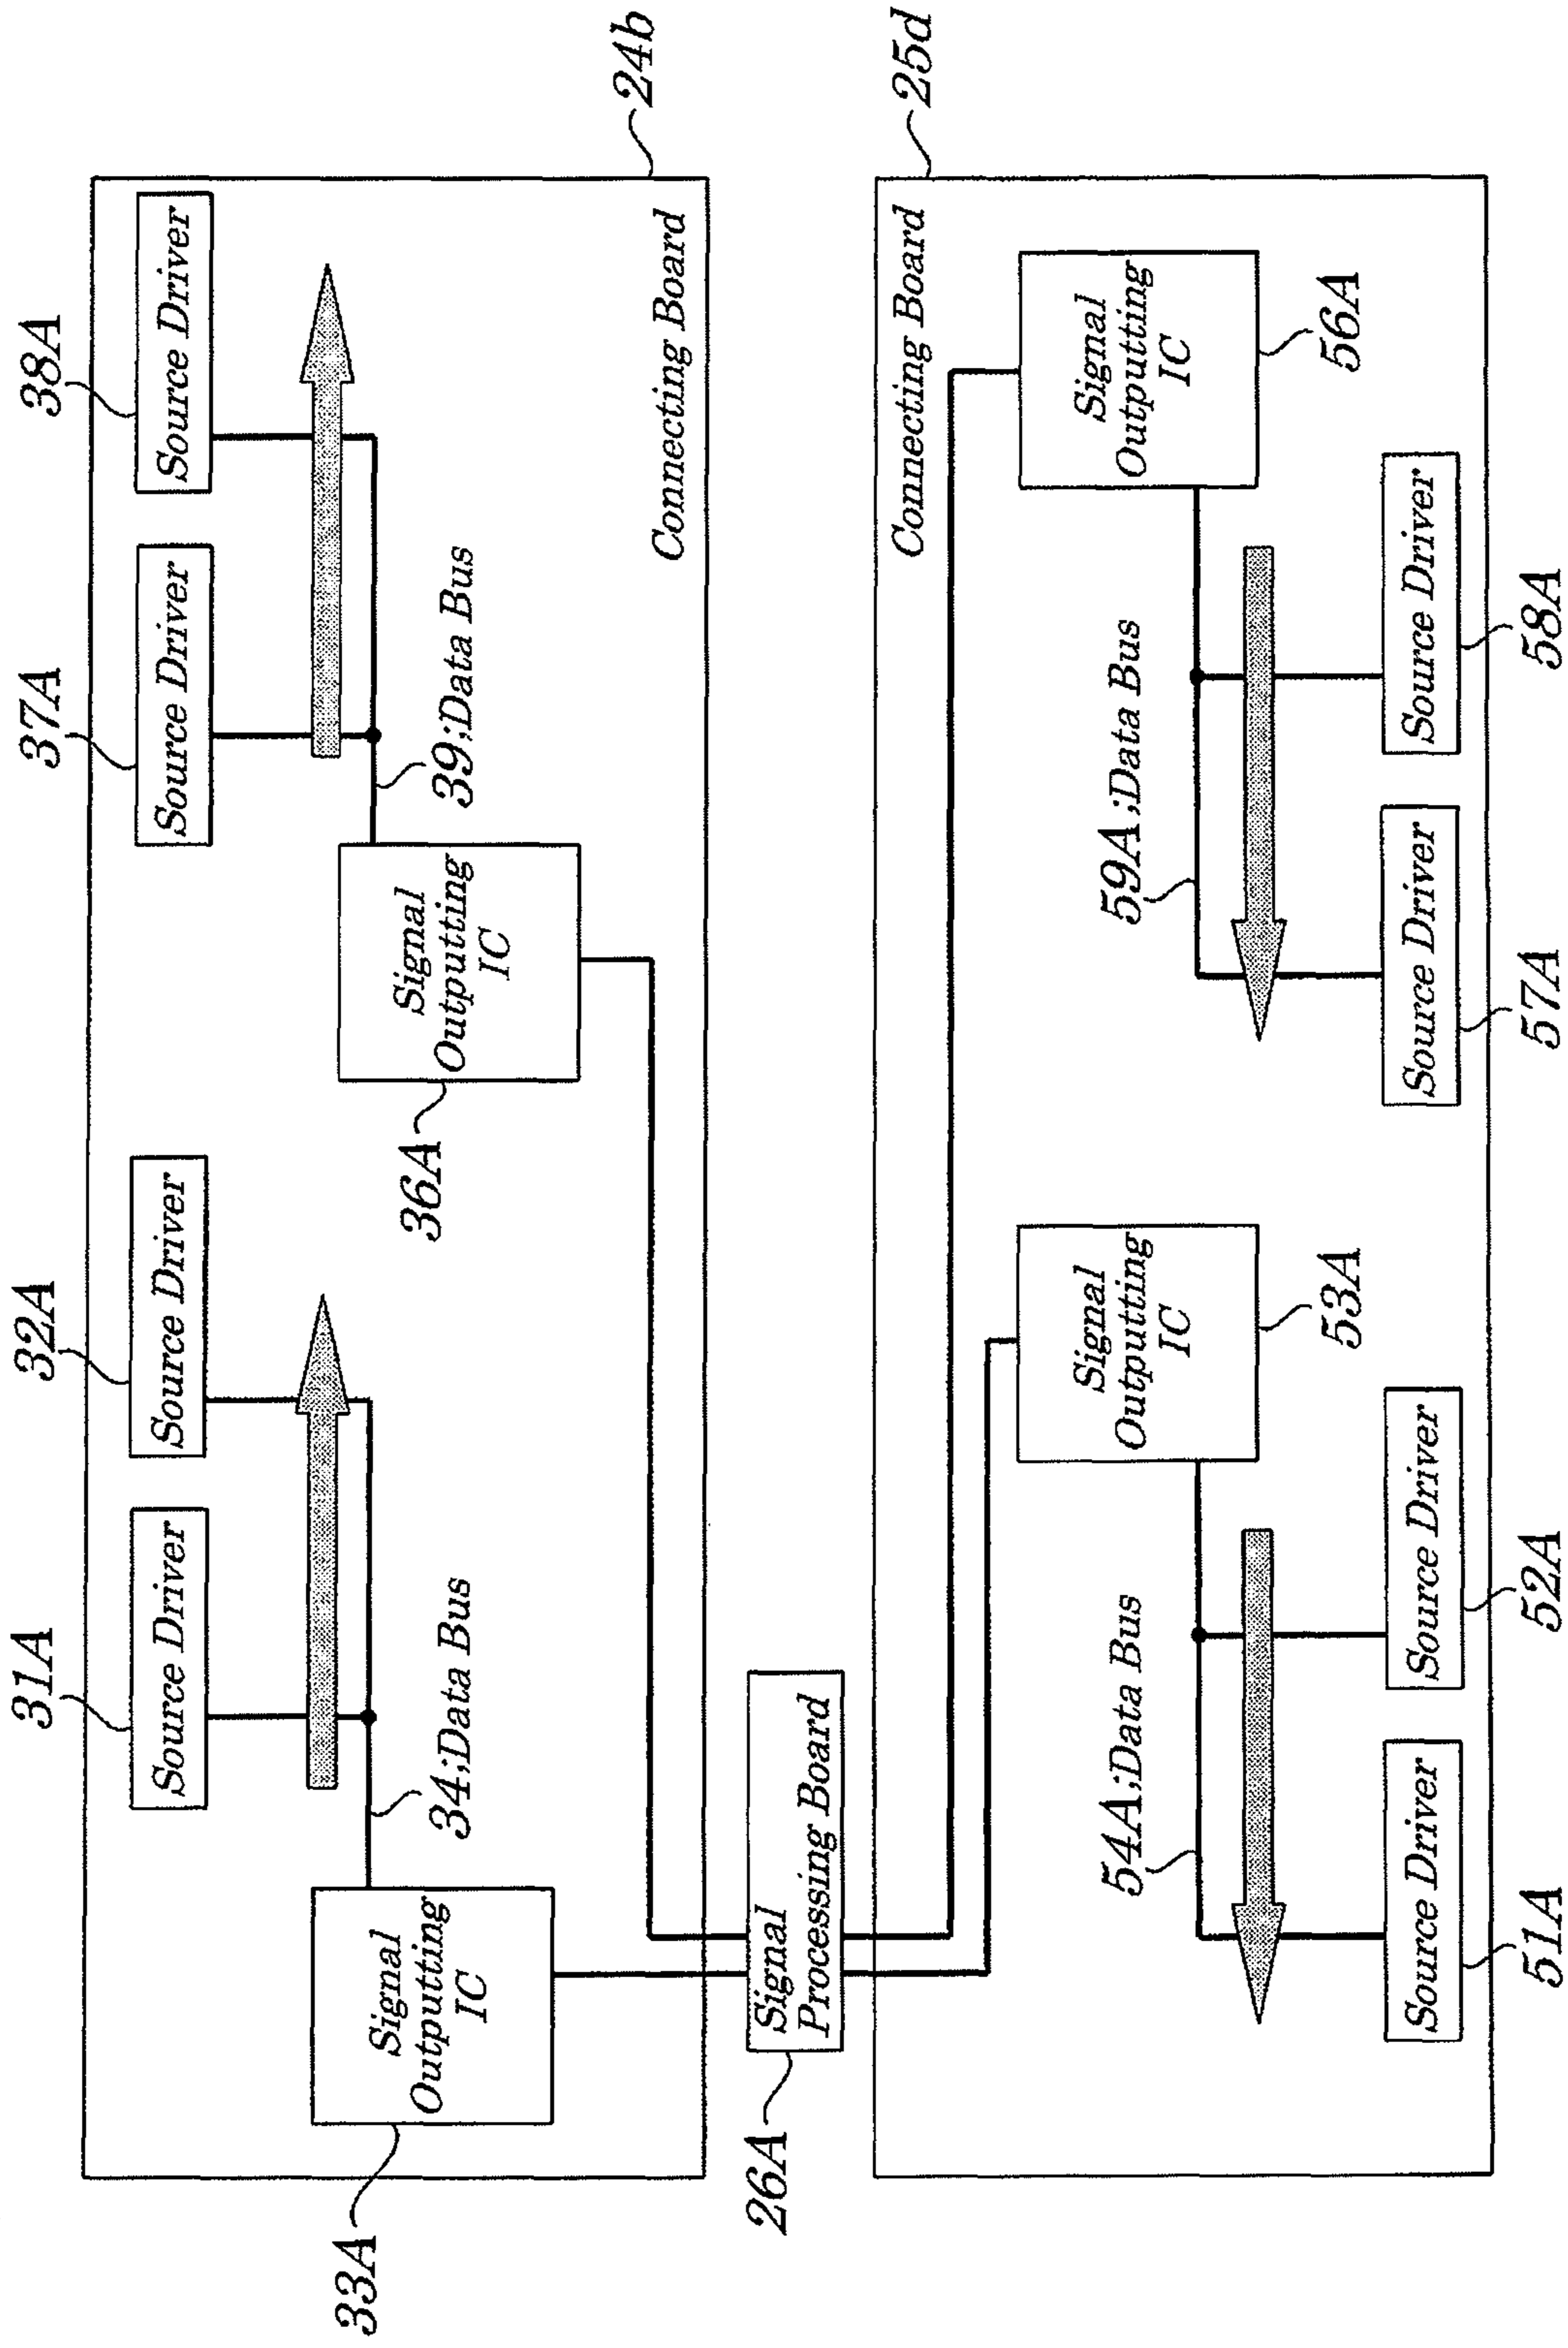 31A
32A
37A
38A
Source Driver
Source Driver
Source Driver
Source Driver
33A
Signal
Outputting
IC
34;Data Bus
36A
Signal
Outputting
IC
39;Data Bus
Connecting Board
24b
26A
Signal
Processing Board
Connecting Board
25d
54A;Data Bus
Signal
Outputting
IC
53A
59A;Data Bus
Signal
Outputting
IC
56A
Source Driver
Source Driver
Source Driver
Source Driver
51A
52A
57A
58A